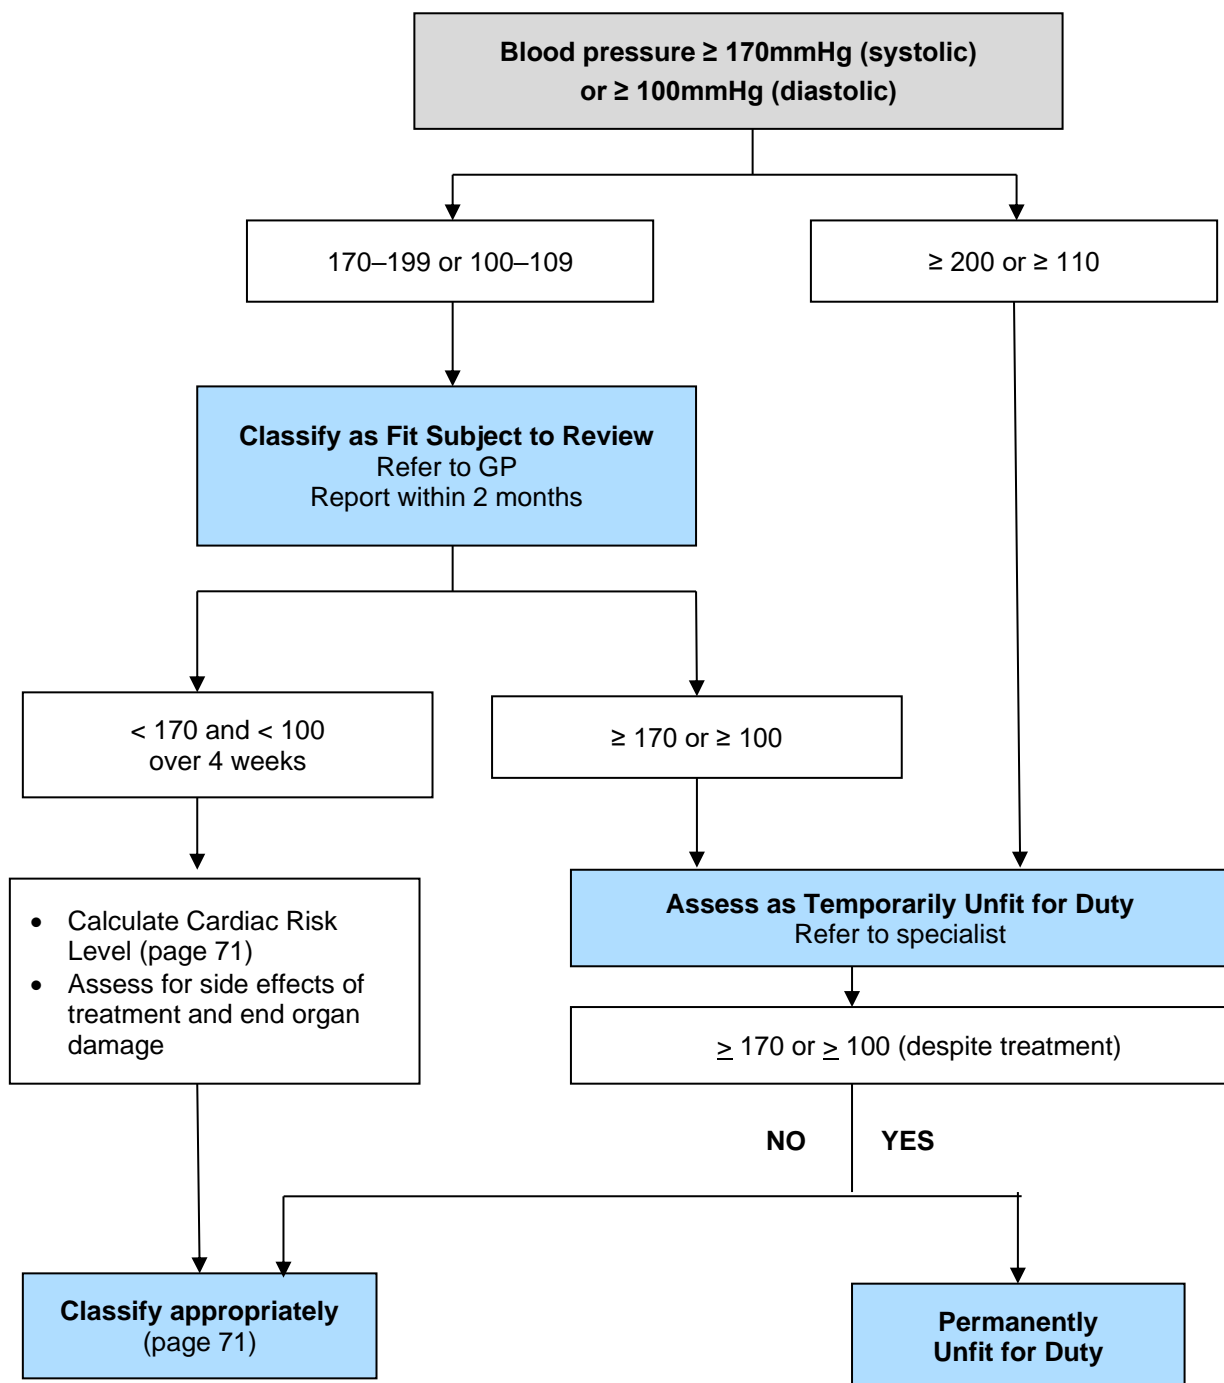 Blood pressure ≥ 170mmHg (systolic)
or ≥ 100mmHg (diastolic)
170–199 or 100–109
≥ 200 or ≥ 110
Classify as Fit Subject to Review
Refer to GP
Report within 2 months
< 170 and < 100
over 4 weeks
≥ 170 or ≥ 100
• Calculate Cardiac Risk
Level (page 71)
• Assess for side effects of
treatment and end organ
damage
Assess as Temporarily Unfit for Duty
Refer to specialist
≥ 170 or ≥ 100 (despite treatment)
NO YES
Classify appropriately
(page 71)
Permanently
Unfit for Duty